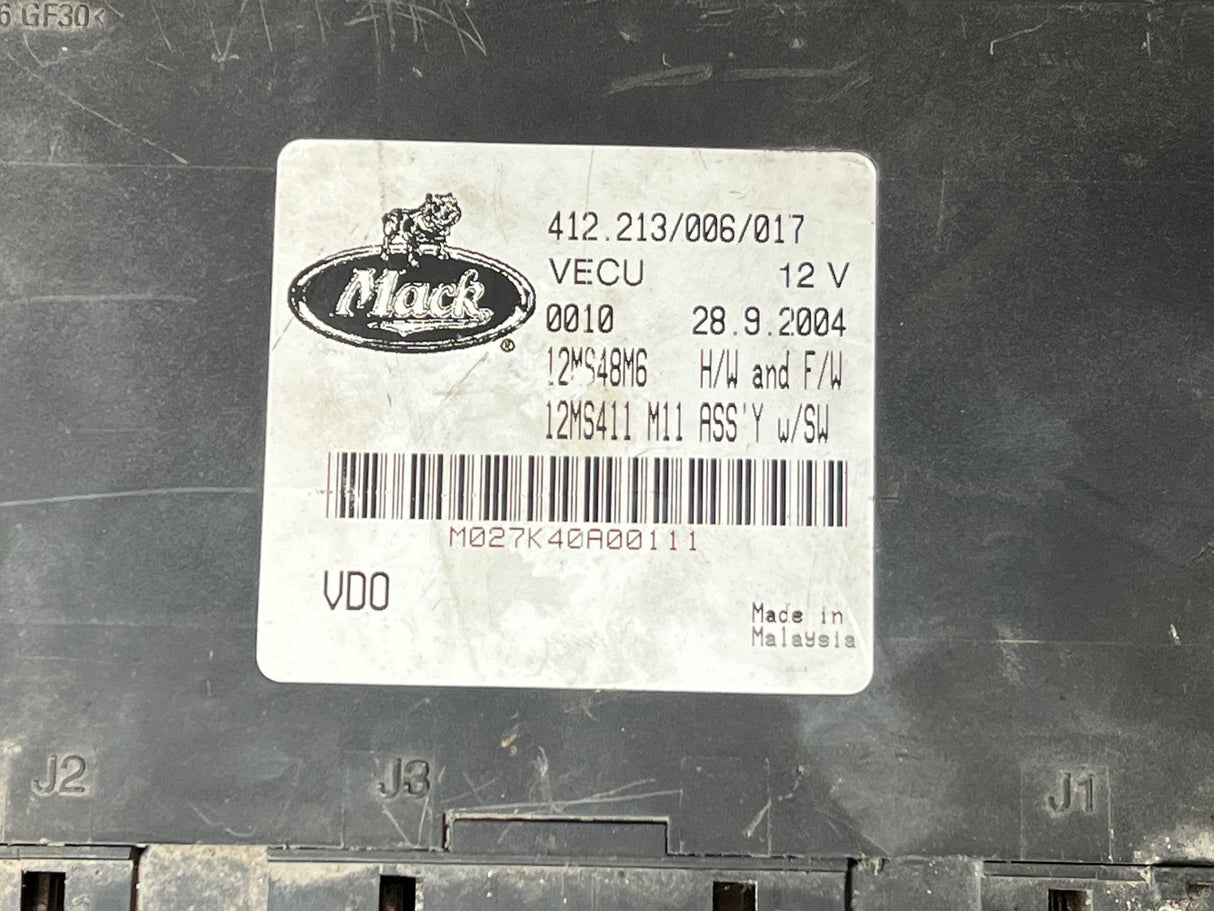 6 GF30<
412.213/006/017
VECU 12 V
Mack
®
0010 28.9.2004
12MS48M6 H/W and F/W
12MS411 M11 ASS'Y w/SW
M027K40A00111
VDO
Made in
Malaysia
J2 J3 J1